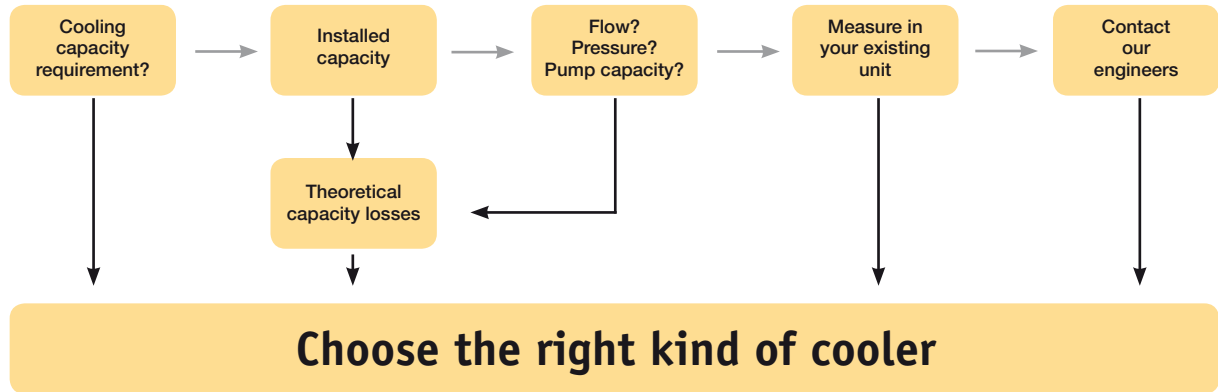 Cooling
capacity
requirement?
Installed
capacity
Flow?
Pressure?
Pump capacity?
Measure in
your existing
unit
Contact
our
engineers
Theoretical
capacity losses
Choose the right kind of cooler